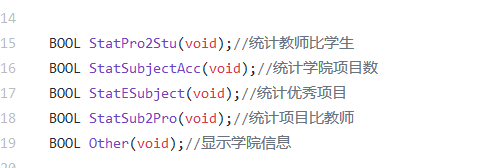 14
15 BOOL StatPro2Stu(void);//统计教师比学生
16 BOOL StatSubjectAcc(void);//统计学院项目数
17 BOOL StatESubject(void);//统计优秀项目
18 BOOL StatSub2Pro(void);//统计项目比教师
19 BOOL Other(void);//显示学院信息
20